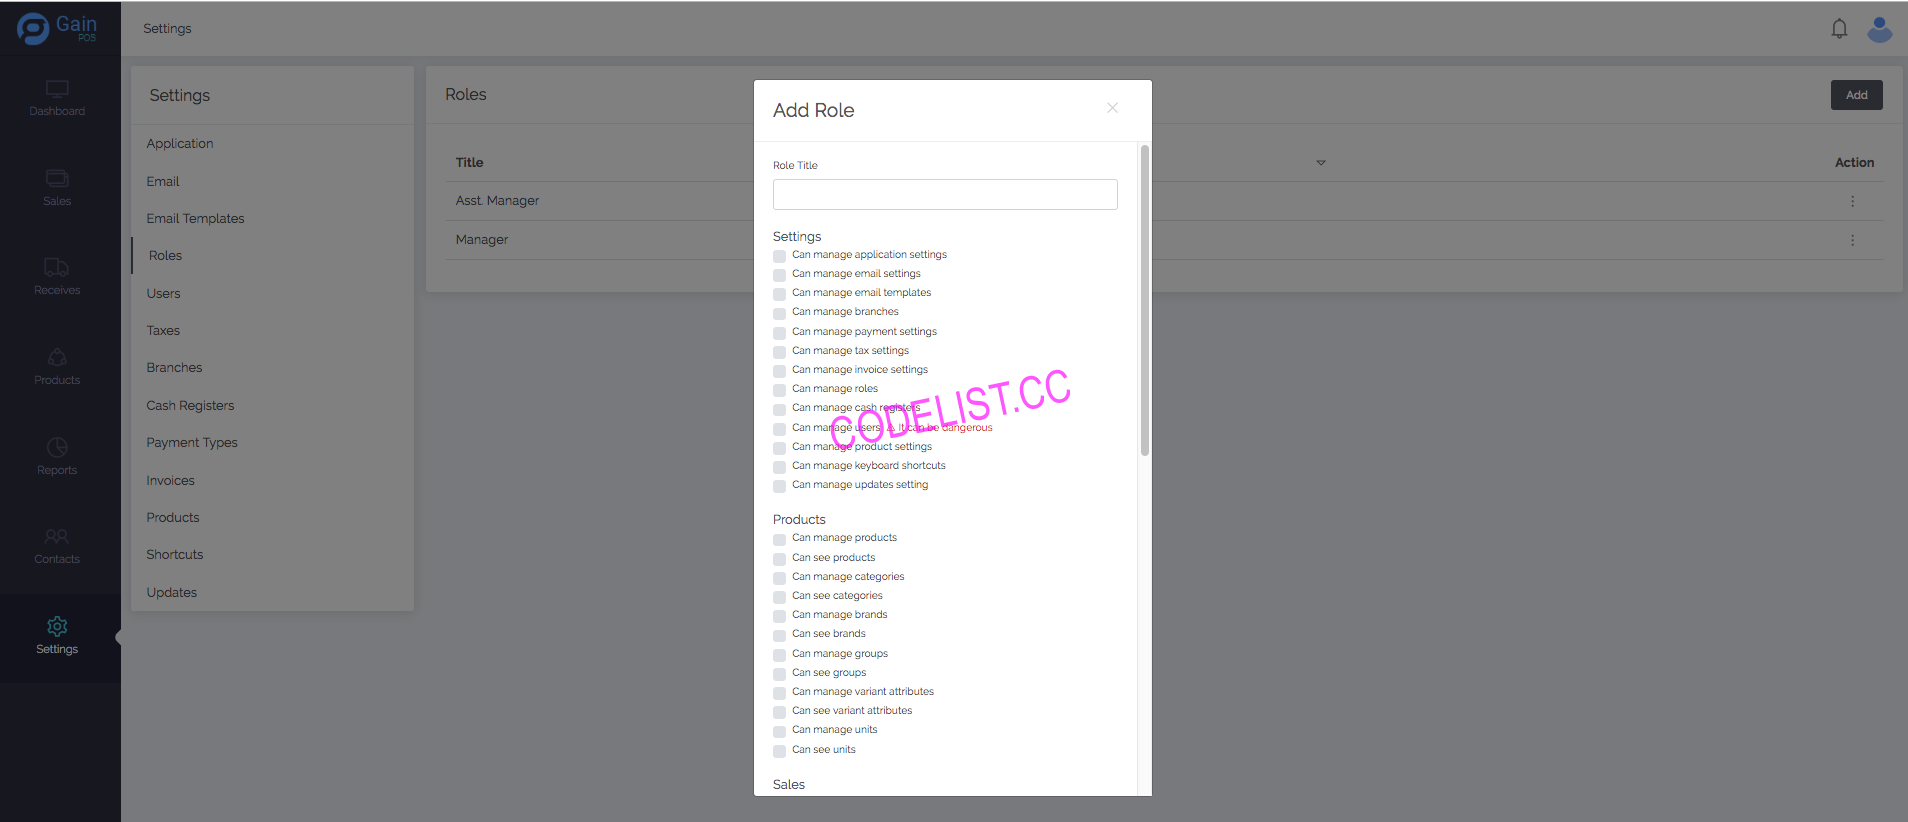 Gain
POS
Settings
Dashboard
Sales
Receives
Products
Reports
Contacts
Settings
Settings
Application
Email
Email Templates
Roles
Users
Taxes
Branches
Cash Registers
Payment Types
Invoices
Products
Shortcuts
Updates
Roles
Add
Title
Action
Asst. Manager
Manager
Add Role
Role Title
Settings
Can manage application settings
Can manage email settings
Can manage email templates
Can manage branches
Can manage payment settings
Can manage tax settings
Can manage invoice settings
Can manage roles
Can manage cash registers
Can manage users ⚠ It can be dangerous
Can manage product settings
Can manage keyboard shortcuts
Can manage updates setting
Products
Can manage products
Can see products
Can manage categories
Can see categories
Can manage brands
Can see brands
Can manage groups
Can see groups
Can manage variant attributes
Can see variant attributes
Can manage units
Can see units
Sales
CODELIST.CC